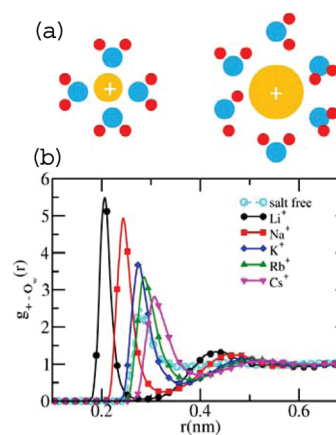 (a)
+
+
(b)
6
5
4
3
2
1
0
g₊₋Oᵥᵥ(r)
salt free
Li⁺
Na⁺
K⁺
Rb⁺
Cs⁺
0.2
0.4
0.6
r(nm)